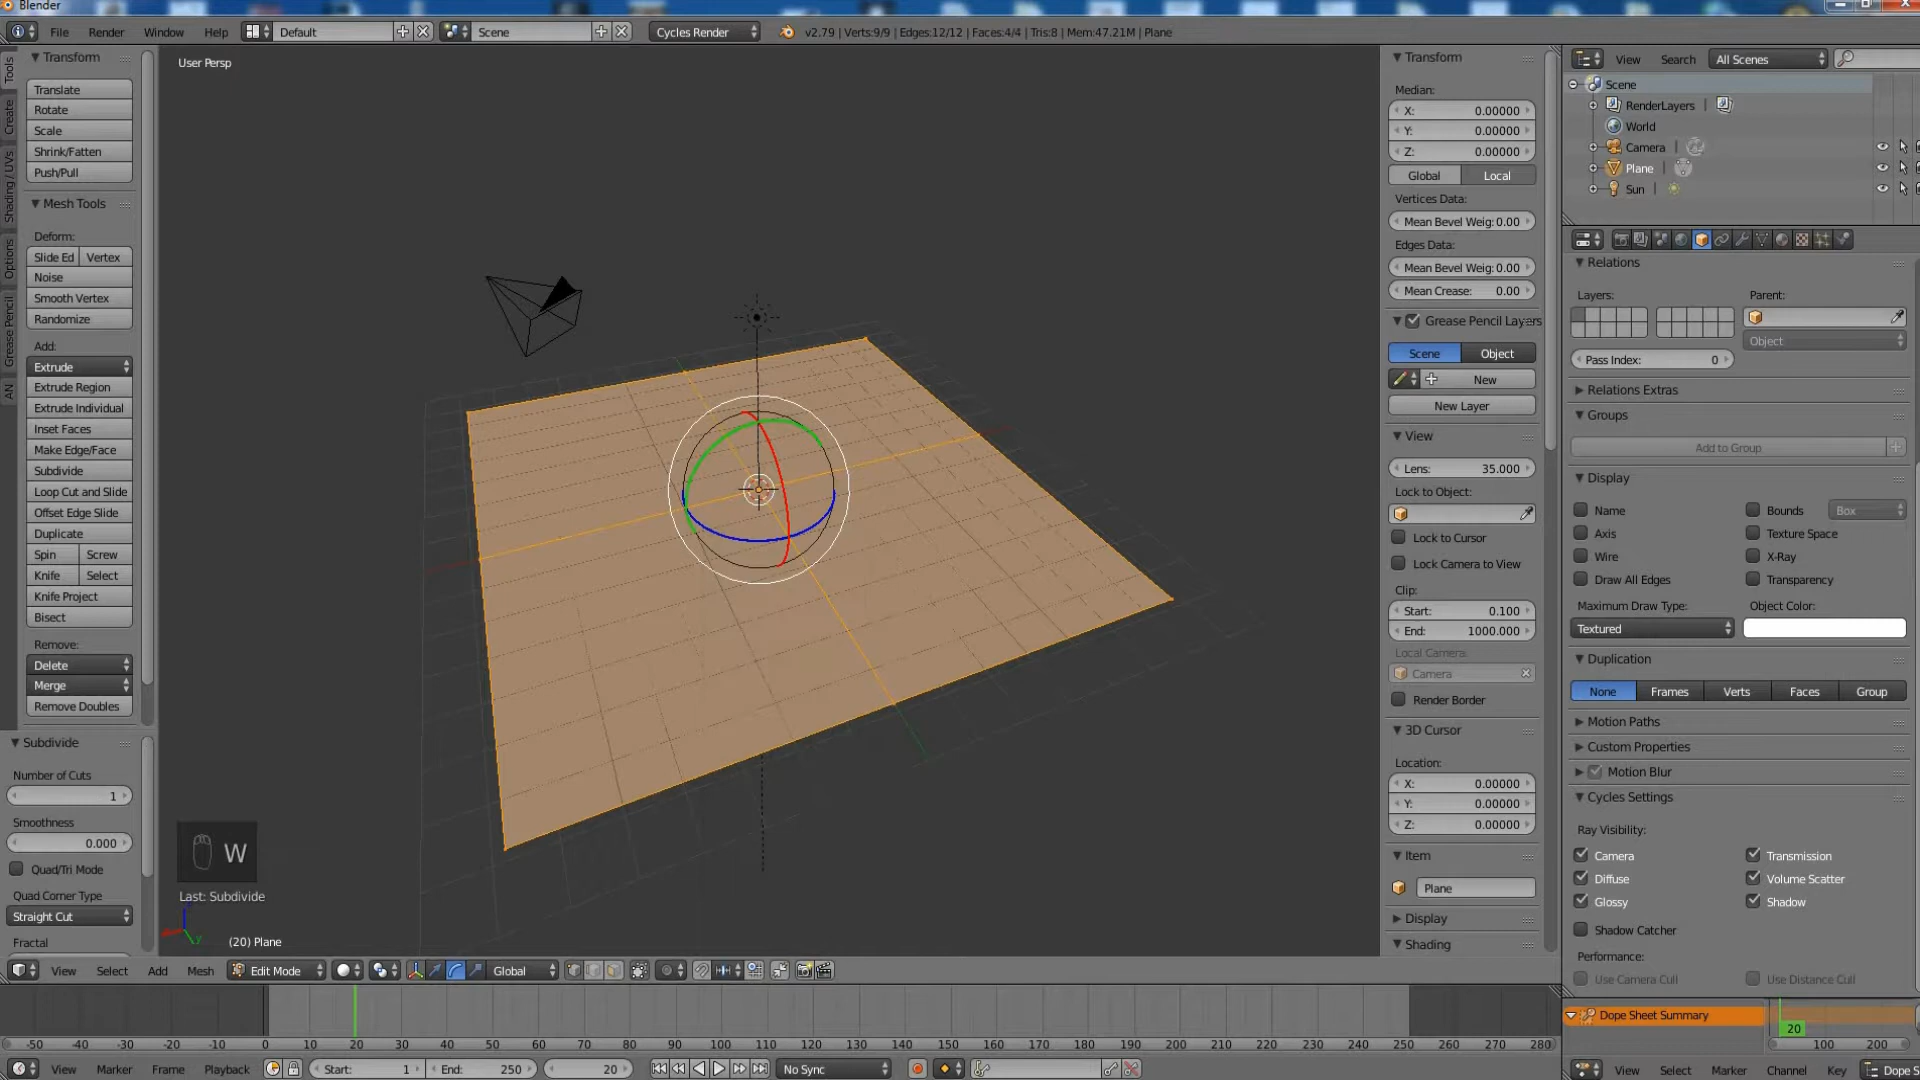 Blender
File Render Window Help Default Scene Cycles Render v2.79 | Verts:9/9 | Edges:12/12 | Faces:4/4 | Tris:8 | Mem:47.21M | Plane
Tools
Create
Shading / UVs
Options
Grease Pencil
AN
Transform
Translate
Rotate
Scale
Shrink/Fatten
Push/Pull
Mesh Tools
Deform:
Slide Ed Vertex
Noise
Smooth Vertex
Randomize
Add:
Extrude
Extrude Region
Extrude Individual
Inset Faces
Make Edge/Face
Subdivide
Loop Cut and Slide
Offset Edge Slide
Duplicate
Spin Screw
Knife Select
Knife Project
Bisect
Remove:
Delete
Merge
Remove Doubles
Subdivide
Number of Cuts
1
Smoothness
0.000
Quad/Tri Mode
Quad Corner Type
Straight Cut
Fractal
User Persp
W
Last: Subdivide
(20) Plane
View Select Add Mesh Edit Mode Global
Transform
Median:
X: 0.00000
Y: 0.00000
Z: 0.00000
Global Local
Vertices Data:
Mean Bevel Weig: 0.00
Edges Data:
Mean Bevel Weig: 0.00
Mean Crease: 0.00
Grease Pencil Layers
Scene Object
New
New Layer
View
Lens: 35.000
Lock to Object:
Lock to Cursor
Lock Camera to View
Clip:
Start: 0.100
End: 1000.000
Local Camera:
Camera
Render Border
3D Cursor
Location:
X: 0.00000
Y: 0.00000
Z: 0.00000
Item
Plane
Display
Shading
View Search All Scenes
Scene
RenderLayers
World
Camera
Plane
Sun
Relations
Layers: Parent:
Object
Pass Index: 0
Relations Extras
Groups
Add to Group
Display
Name Bounds Box
Axis Texture Space
Wire X-Ray
Draw All Edges Transparency
Maximum Draw Type: Object Color:
Textured
Duplication
None Frames Verts Faces Group
Motion Paths
Custom Properties
Motion Blur
Cycles Settings
Ray Visibility:
Camera Transmission
Diffuse Volume Scatter
Glossy Shadow
Shadow Catcher
Performance:
Use Camera Cull Use Distance Cull
Dope Sheet Summary
20
100 200
View Select Marker Channel Key Dope S
-50 -40 -30 -20 -10 0 10 20 30 40 50 60 70 80 90 100 110 120 130 140 150 160 170 180 190 200 210 220 230 240 250 260 270 280
View Marker Frame Playback Start: 1 End: 250 20 No Sync